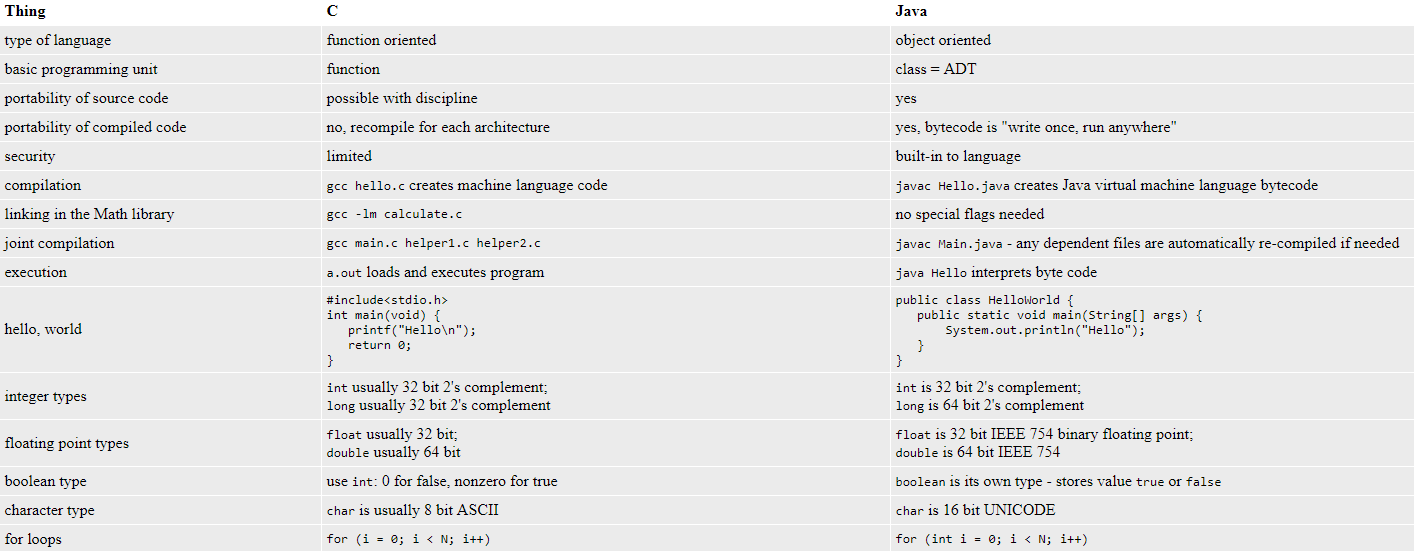 Thing C Java
type of language function oriented object oriented
basic programming unit function class = ADT
portability of source code possible with discipline yes
portability of compiled code no, recompile for each architecture yes, bytecode is "write once, run anywhere"
security limited built-in to language
compilation gcc hello.c creates machine language code javac Hello.java creates Java virtual machine language bytecode
linking in the Math library gcc -lm calculate.c no special flags needed
joint compilation gcc main.c helper1.c helper2.c javac Main.java - any dependent files are automatically re-compiled if needed
execution a.out loads and executes program java Hello interprets byte code
hello, world
#include<stdio.h>
int main(void) {
   printf("Hello\n");
   return 0;
}
public class HelloWorld {
   public static void main(String[] args) {
       System.out.println("Hello");
   }
}
integer types
int usually 32 bit 2's complement;
long usually 32 bit 2's complement
int is 32 bit 2's complement;
long is 64 bit 2's complement
floating point types
float usually 32 bit;
double usually 64 bit
float is 32 bit IEEE 754 binary floating point;
double is 64 bit IEEE 754
boolean type use int: 0 for false, nonzero for true boolean is its own type - stores value true or false
character type char is usually 8 bit ASCII char is 16 bit UNICODE
for loops for (i = 0; i < N; i++) for (int i = 0; i < N; i++)